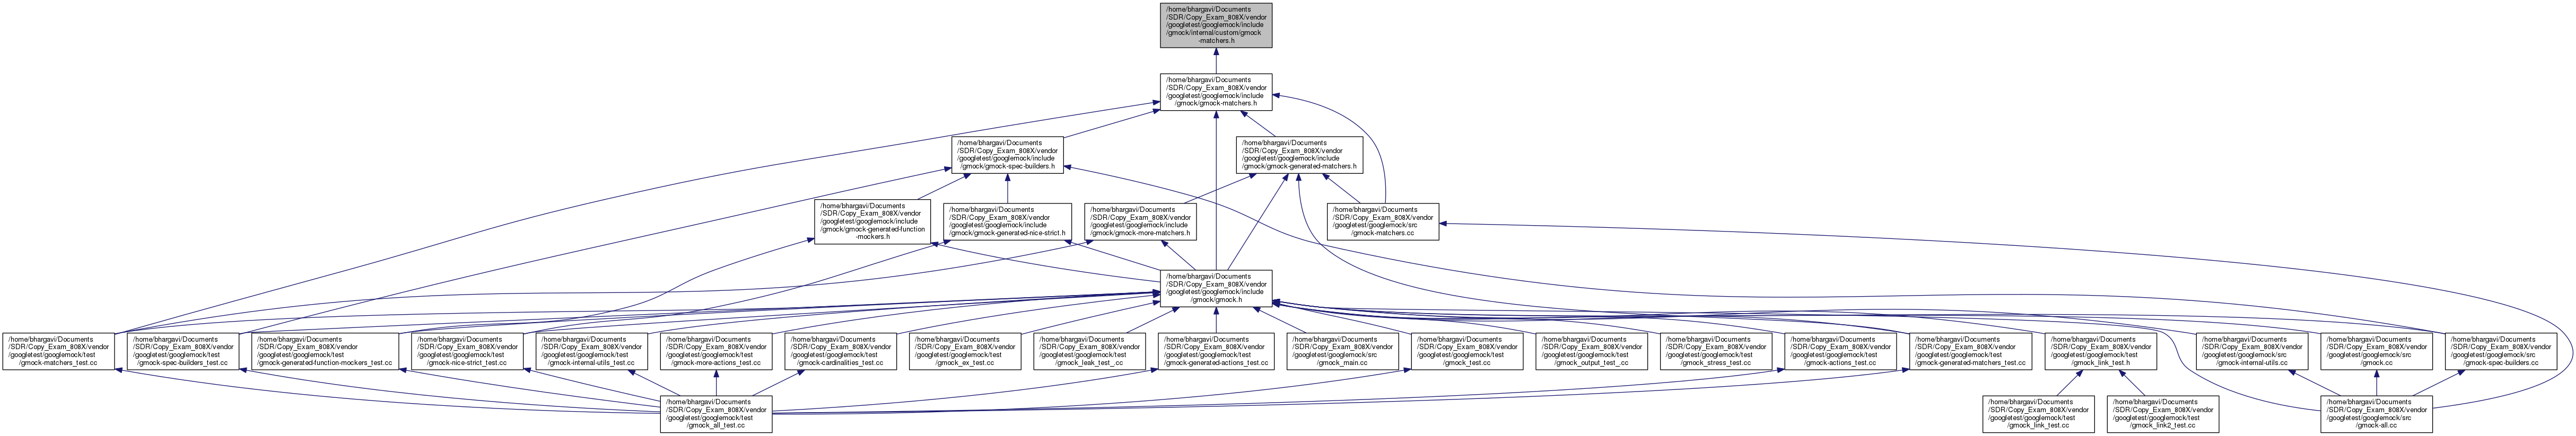 /home/bhargavi/Documents
/SDR/Copy_Exam_808X/vendor
/googletest/googlemock/include
/gmock/internal/custom/gmock
-matchers.h
/home/bhargavi/Documents
/SDR/Copy_Exam_808X/vendor
/googletest/googlemock/include
/gmock/gmock-matchers.h
/home/bhargavi/Documents
/SDR/Copy_Exam_808X/vendor
/googletest/googlemock/include
/gmock/gmock-spec-builders.h
/home/bhargavi/Documents
/SDR/Copy_Exam_808X/vendor
/googletest/googlemock/include
/gmock/gmock-generated-matchers.h
/home/bhargavi/Documents
/SDR/Copy_Exam_808X/vendor
/googletest/googlemock/include
/gmock/gmock-generated-function
-mockers.h
/home/bhargavi/Documents
/SDR/Copy_Exam_808X/vendor
/googletest/googlemock/include
/gmock/gmock-generated-nice-strict.h
/home/bhargavi/Documents
/SDR/Copy_Exam_808X/vendor
/googletest/googlemock/include
/gmock/gmock-more-matchers.h
/home/bhargavi/Documents
/SDR/Copy_Exam_808X/vendor
/googletest/googlemock/src
/gmock-matchers.cc
/home/bhargavi/Documents
/SDR/Copy_Exam_808X/vendor
/googletest/googlemock/include
/gmock/gmock.h
/home/bhargavi/Documents
/SDR/Copy_Exam_808X/vendor
/googletest/googlemock/test
/gmock-matchers_test.cc
/home/bhargavi/Documents
/SDR/Copy_Exam_808X/vendor
/googletest/googlemock/test
/gmock-spec-builders_test.cc
/home/bhargavi/Documents
/SDR/Copy_Exam_808X/vendor
/googletest/googlemock/test
/gmock-generated-function-mockers_test.cc
/home/bhargavi/Documents
/SDR/Copy_Exam_808X/vendor
/googletest/googlemock/test
/gmock-nice-strict_test.cc
/home/bhargavi/Documents
/SDR/Copy_Exam_808X/vendor
/googletest/googlemock/test
/gmock-internal-utils_test.cc
/home/bhargavi/Documents
/SDR/Copy_Exam_808X/vendor
/googletest/googlemock/test
/gmock-more-actions_test.cc
/home/bhargavi/Documents
/SDR/Copy_Exam_808X/vendor
/googletest/googlemock/test
/gmock-cardinalities_test.cc
/home/bhargavi/Documents
/SDR/Copy_Exam_808X/vendor
/googletest/googlemock/test
/gmock_ex_test.cc
/home/bhargavi/Documents
/SDR/Copy_Exam_808X/vendor
/googletest/googlemock/test
/gmock_leak_test_.cc
/home/bhargavi/Documents
/SDR/Copy_Exam_808X/vendor
/googletest/googlemock/test
/gmock-generated-actions_test.cc
/home/bhargavi/Documents
/SDR/Copy_Exam_808X/vendor
/googletest/googlemock/src
/gmock_main.cc
/home/bhargavi/Documents
/SDR/Copy_Exam_808X/vendor
/googletest/googlemock/test
/gmock_test.cc
/home/bhargavi/Documents
/SDR/Copy_Exam_808X/vendor
/googletest/googlemock/test
/gmock_output_test_.cc
/home/bhargavi/Documents
/SDR/Copy_Exam_808X/vendor
/googletest/googlemock/test
/gmock_stress_test.cc
/home/bhargavi/Documents
/SDR/Copy_Exam_808X/vendor
/googletest/googlemock/test
/gmock-actions_test.cc
/home/bhargavi/Documents
/SDR/Copy_Exam_808X/vendor
/googletest/googlemock/test
/gmock-generated-matchers_test.cc
/home/bhargavi/Documents
/SDR/Copy_Exam_808X/vendor
/googletest/googlemock/test
/gmock_link_test.h
/home/bhargavi/Documents
/SDR/Copy_Exam_808X/vendor
/googletest/googlemock/src
/gmock-internal-utils.cc
/home/bhargavi/Documents
/SDR/Copy_Exam_808X/vendor
/googletest/googlemock/src
/gmock.cc
/home/bhargavi/Documents
/SDR/Copy_Exam_808X/vendor
/googletest/googlemock/src
/gmock-spec-builders.cc
/home/bhargavi/Documents
/SDR/Copy_Exam_808X/vendor
/googletest/googlemock/test
/gmock_all_test.cc
/home/bhargavi/Documents
/SDR/Copy_Exam_808X/vendor
/googletest/googlemock/test
/gmock_link_test.cc
/home/bhargavi/Documents
/SDR/Copy_Exam_808X/vendor
/googletest/googlemock/test
/gmock_link2_test.cc
/home/bhargavi/Documents
/SDR/Copy_Exam_808X/vendor
/googletest/googlemock/src
/gmock-all.cc